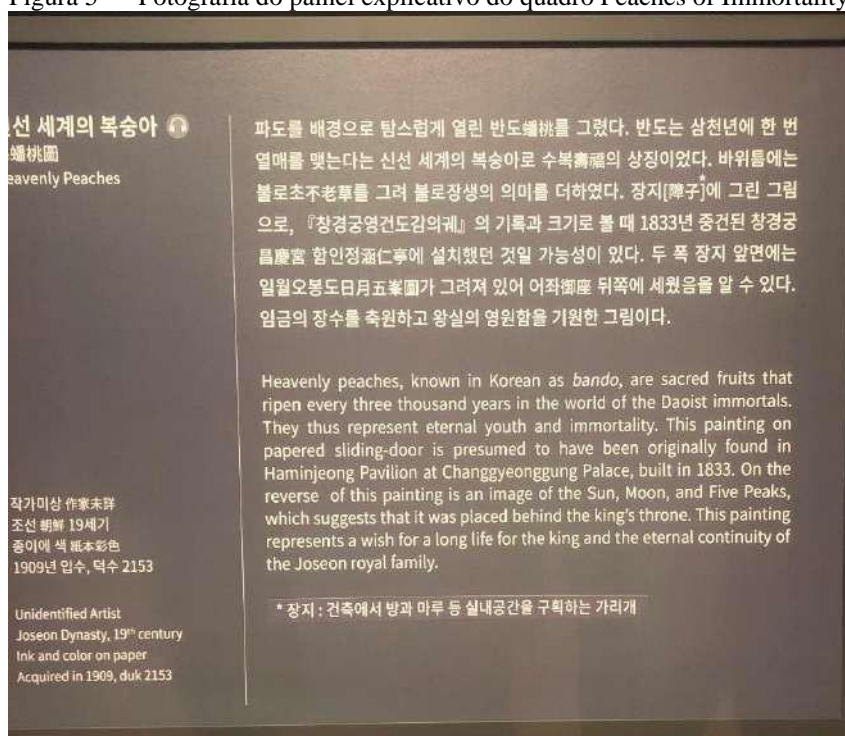 Figura 5 — Fotografia do painel explicativo do quadro Peaches of Immortality
신선 세계의 복숭아
蟠桃圖
Heavenly Peaches
작가미상 作家未詳
조선 朝鮮 19세기
종이에 색 紙本彩色
1909년 입수, 덕수 2153
Unidentified Artist
Joseon Dynasty, 19th century
Ink and color on paper
Acquired in 1909, duk 2153
파도를 배경으로 탐스럽게 열린 반도蟠桃를 그렸다. 반도는 삼천년에 한 번
열매를 맺는다는 신선 세계의 복숭아로 수복壽福의 상징이었다. 바위틈에는
불로초不老草를 그려 불로장생의 의미를 더하였다. 장지[障子]*에 그린 그림
으로, 『창경궁영건도감의궤』의 기록과 크기로 볼 때 1833년 중건된 창경궁
昌慶宮 함인정涵仁亭에 설치했던 것일 가능성이 있다. 두 폭 장지 앞면에는
일월오봉도日月五峯圖가 그려져 있어 어좌御座 뒤쪽에 세웠음을 알 수 있다.
임금의 장수를 축원하고 왕실의 영원함을 기원한 그림이다.
Heavenly peaches, known in Korean as bando, are sacred fruits that
ripen every three thousand years in the world of the Daoist immortals.
They thus represent eternal youth and immortality. This painting on
papered sliding-door is presumed to have been originally found in
Haminjeong Pavilion at Changgyeonggung Palace, built in 1833. On the
reverse of this painting is an image of the Sun, Moon, and Five Peaks,
which suggests that it was placed behind the king's throne. This painting
represents a wish for a long life for the king and the eternal continuity of
the Joseon royal family.
* 장지 : 건축에서 방과 마루 등 실내공간을 구획하는 가리개